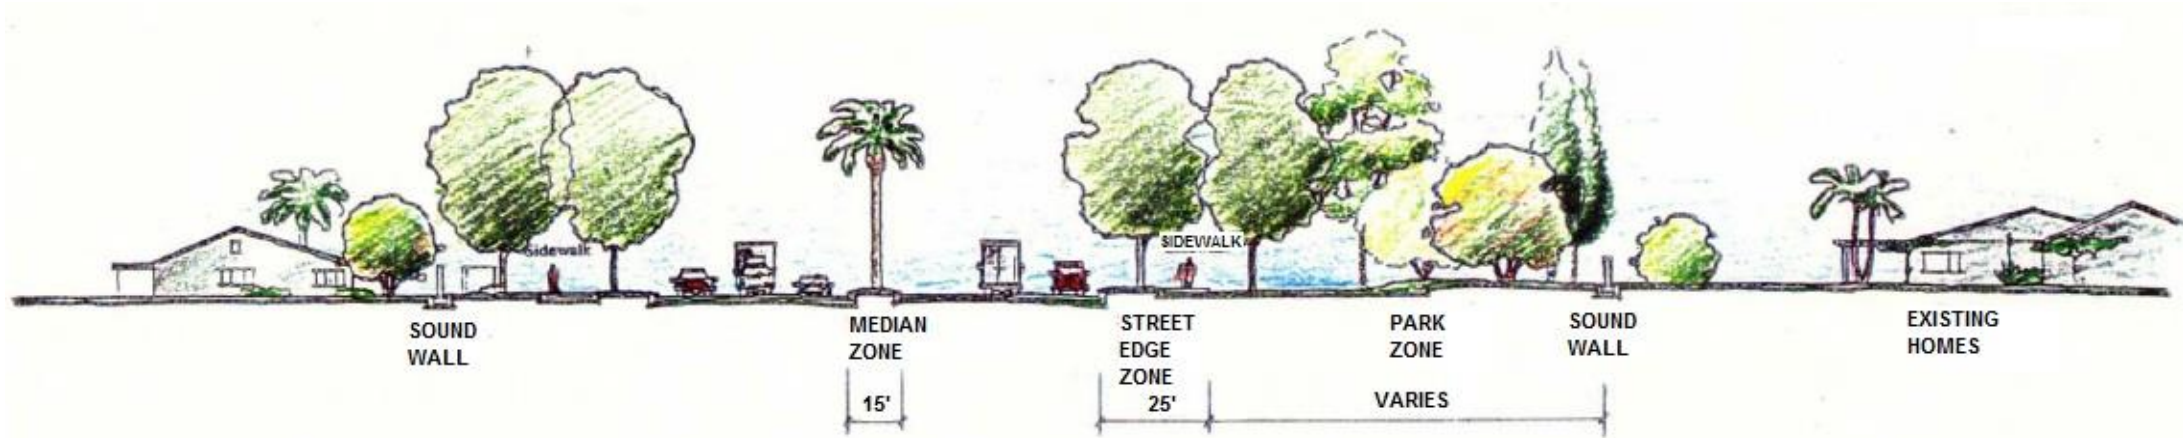 Sidewalk
SIDEWALK
SOUND
WALL
MEDIAN
ZONE
15'
STREET
EDGE
ZONE
25'
PARK
ZONE
VARIES
SOUND
WALL
EXISTING
HOMES